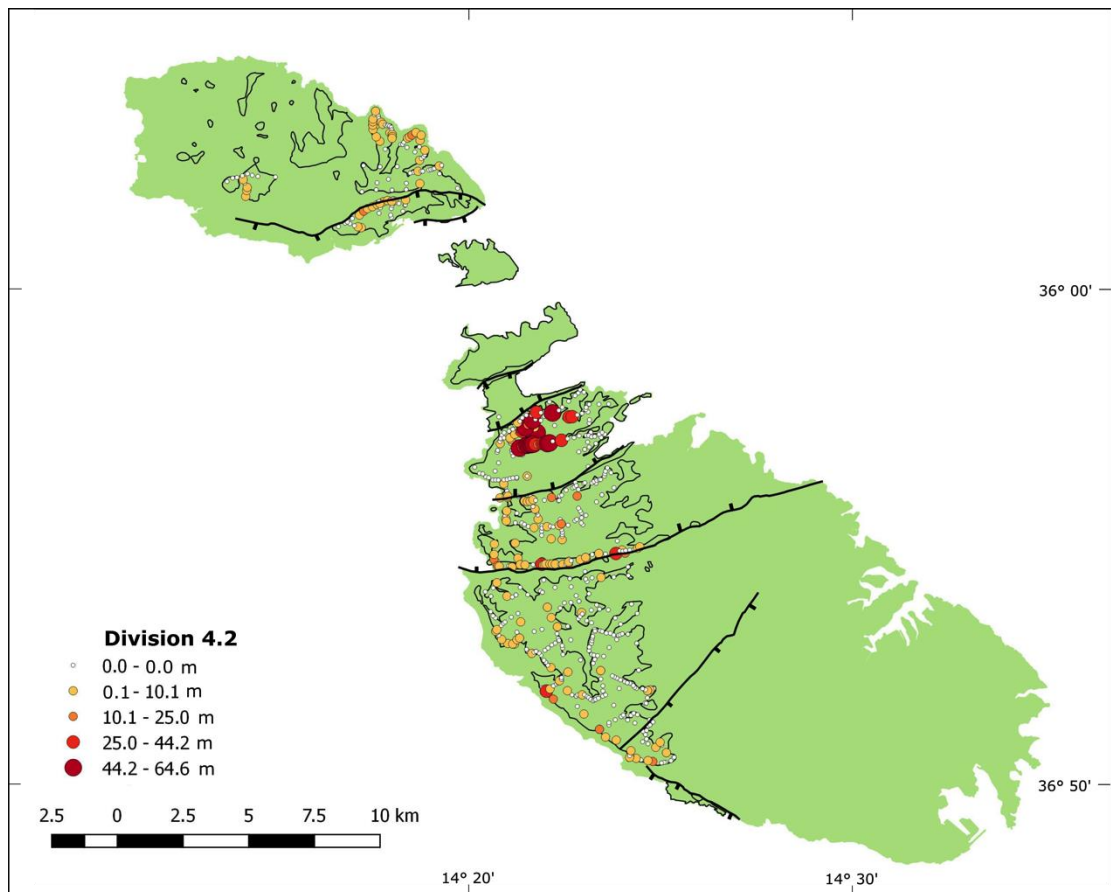 36° 00'
Division 4.2
0.0 - 0.0 m
0.1 - 10.1 m
10.1 - 25.0 m
25.0 - 44.2 m
44.2 - 64.6 m
36° 50'
2.5 0 2.5 5 7.5 10 km
14° 20' 14° 30'